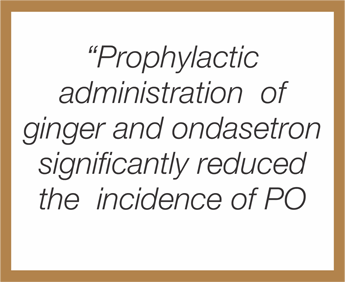 “Prophylactic
administration  of
ginger and ondasetron
significantly reduced
the  incidence of PO